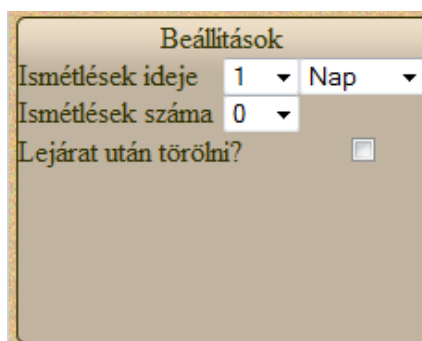 Beállítások
Ismétlések ideje 1 Nap
Ismétlések száma 0
Lejárat után törölni?